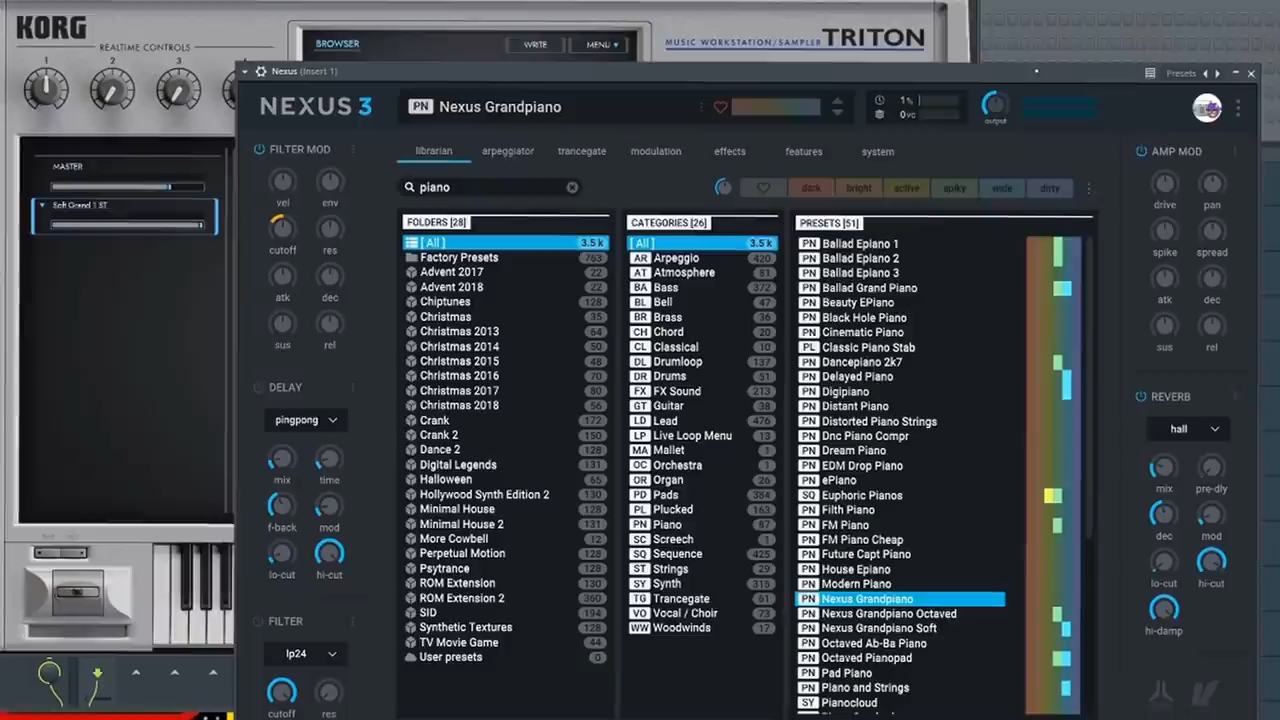 KORG
REALTIME CONTROLS
1 2 3 4
BROWSER
WRITE MENU
MUSIC WORKSTATION/SAMPLER TRITON
MASTER
Soft Grand 1 ST
Nexus (Insert 1) Presets
NEXUS 3 PN Nexus Grandpiano 1% 0vc output
FILTER MOD
vel env
cutoff res
atk dec
sus rel
DELAY
pingpong
mix time
f-back mod
lo-cut hi-cut
FILTER
lp24
cutoff res
librarian arpeggiator trancegate modulation effects features system
piano dark bright active spiky wide dirty
FOLDERS [28]
[ All ] 3.5 k
Factory Presets 763
Advent 2017 22
Advent 2018 22
Chiptunes 128
Christmas 35
Christmas 2013 64
Christmas 2014 50
Christmas 2015 48
Christmas 2016 70
Christmas 2017 80
Christmas 2018 56
Crank 172
Crank 2 150
Dance 2 128
Digital Legends 131
Halloween 65
Hollywood Synth Edition 2 130
Minimal House 128
Minimal House 2 131
More Cowbell 12
Perpetual Motion 128
Psytrance 128
ROM Extension 130
ROM Extension 2 360
SID 194
Synthetic Textures 128
TV Movie Game 44
User presets 0
CATEGORIES [26]
[ All ] 3.5 k
AR Arpeggio 420
AT Atmosphere 81
BA Bass 372
BL Bell 47
BR Brass 36
CH Chord 20
CL Classical 10
DL Drumloop 137
DR Drums 51
FX FX Sound 213
GT Guitar 38
LD Lead 476
LP Live Loop Menu 13
MA Mallet 1
OC Orchestra 1
OR Organ 26
PD Pads 384
PL Plucked 163
PN Piano 87
SC Screech 1
SQ Sequence 425
ST Strings 29
SY Synth 315
TG Trancegate 61
VO Vocal / Choir 73
WW Woodwinds 17
PRESETS [51]
PN Ballad Epiano 1
PN Ballad Epiano 2
PN Ballad Epiano 3
PN Ballad Grand Piano
PN Beauty EPiano
PN Black Hole Piano
PN Cinematic Piano
PL Classic Piano Stab
PN Dancepiano 2k7
PN Delayed Piano
PN Digipiano
PN Distant Piano
PN Distorted Piano Strings
PN Dnc Piano Compr
PN Dream Piano
PN EDM Drop Piano
PN ePiano
SQ Euphoric Pianos
PN Filth Piano
PN FM Piano
PN FM Piano Cheap
PN Future Capt Piano
PN House Epiano
PN Modern Piano
PN Nexus Grandpiano
PN Nexus Grandpiano Octaved
PN Nexus Grandpiano Soft
PN Octaved Ab-Ba Piano
PN Octaved Pianopad
PN Pad Piano
PN Piano and Strings
SY Pianocloud
AMP MOD
drive pan
spike spread
atk dec
sus rel
REVERB
hall
mix pre-dly
dec mod
lo-cut hi-cut
hi-damp